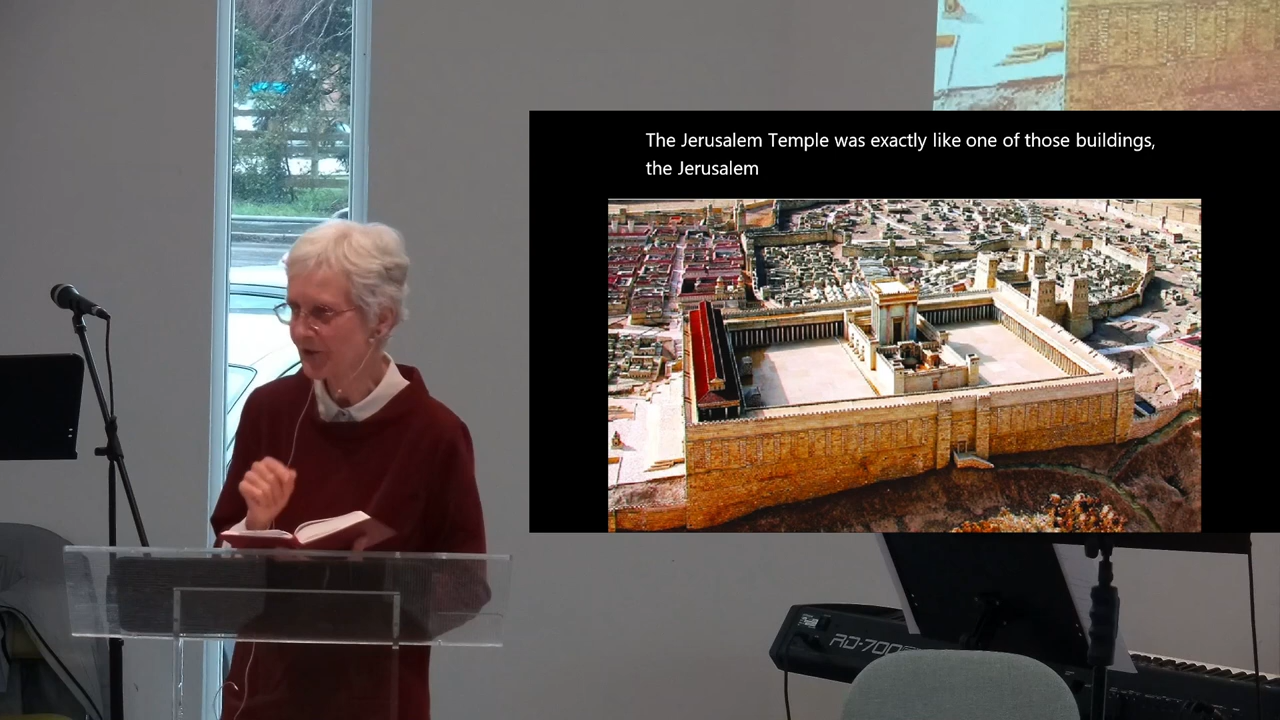 The Jerusalem Temple was exactly like one of those buildings,
the Jerusalem
RD-700